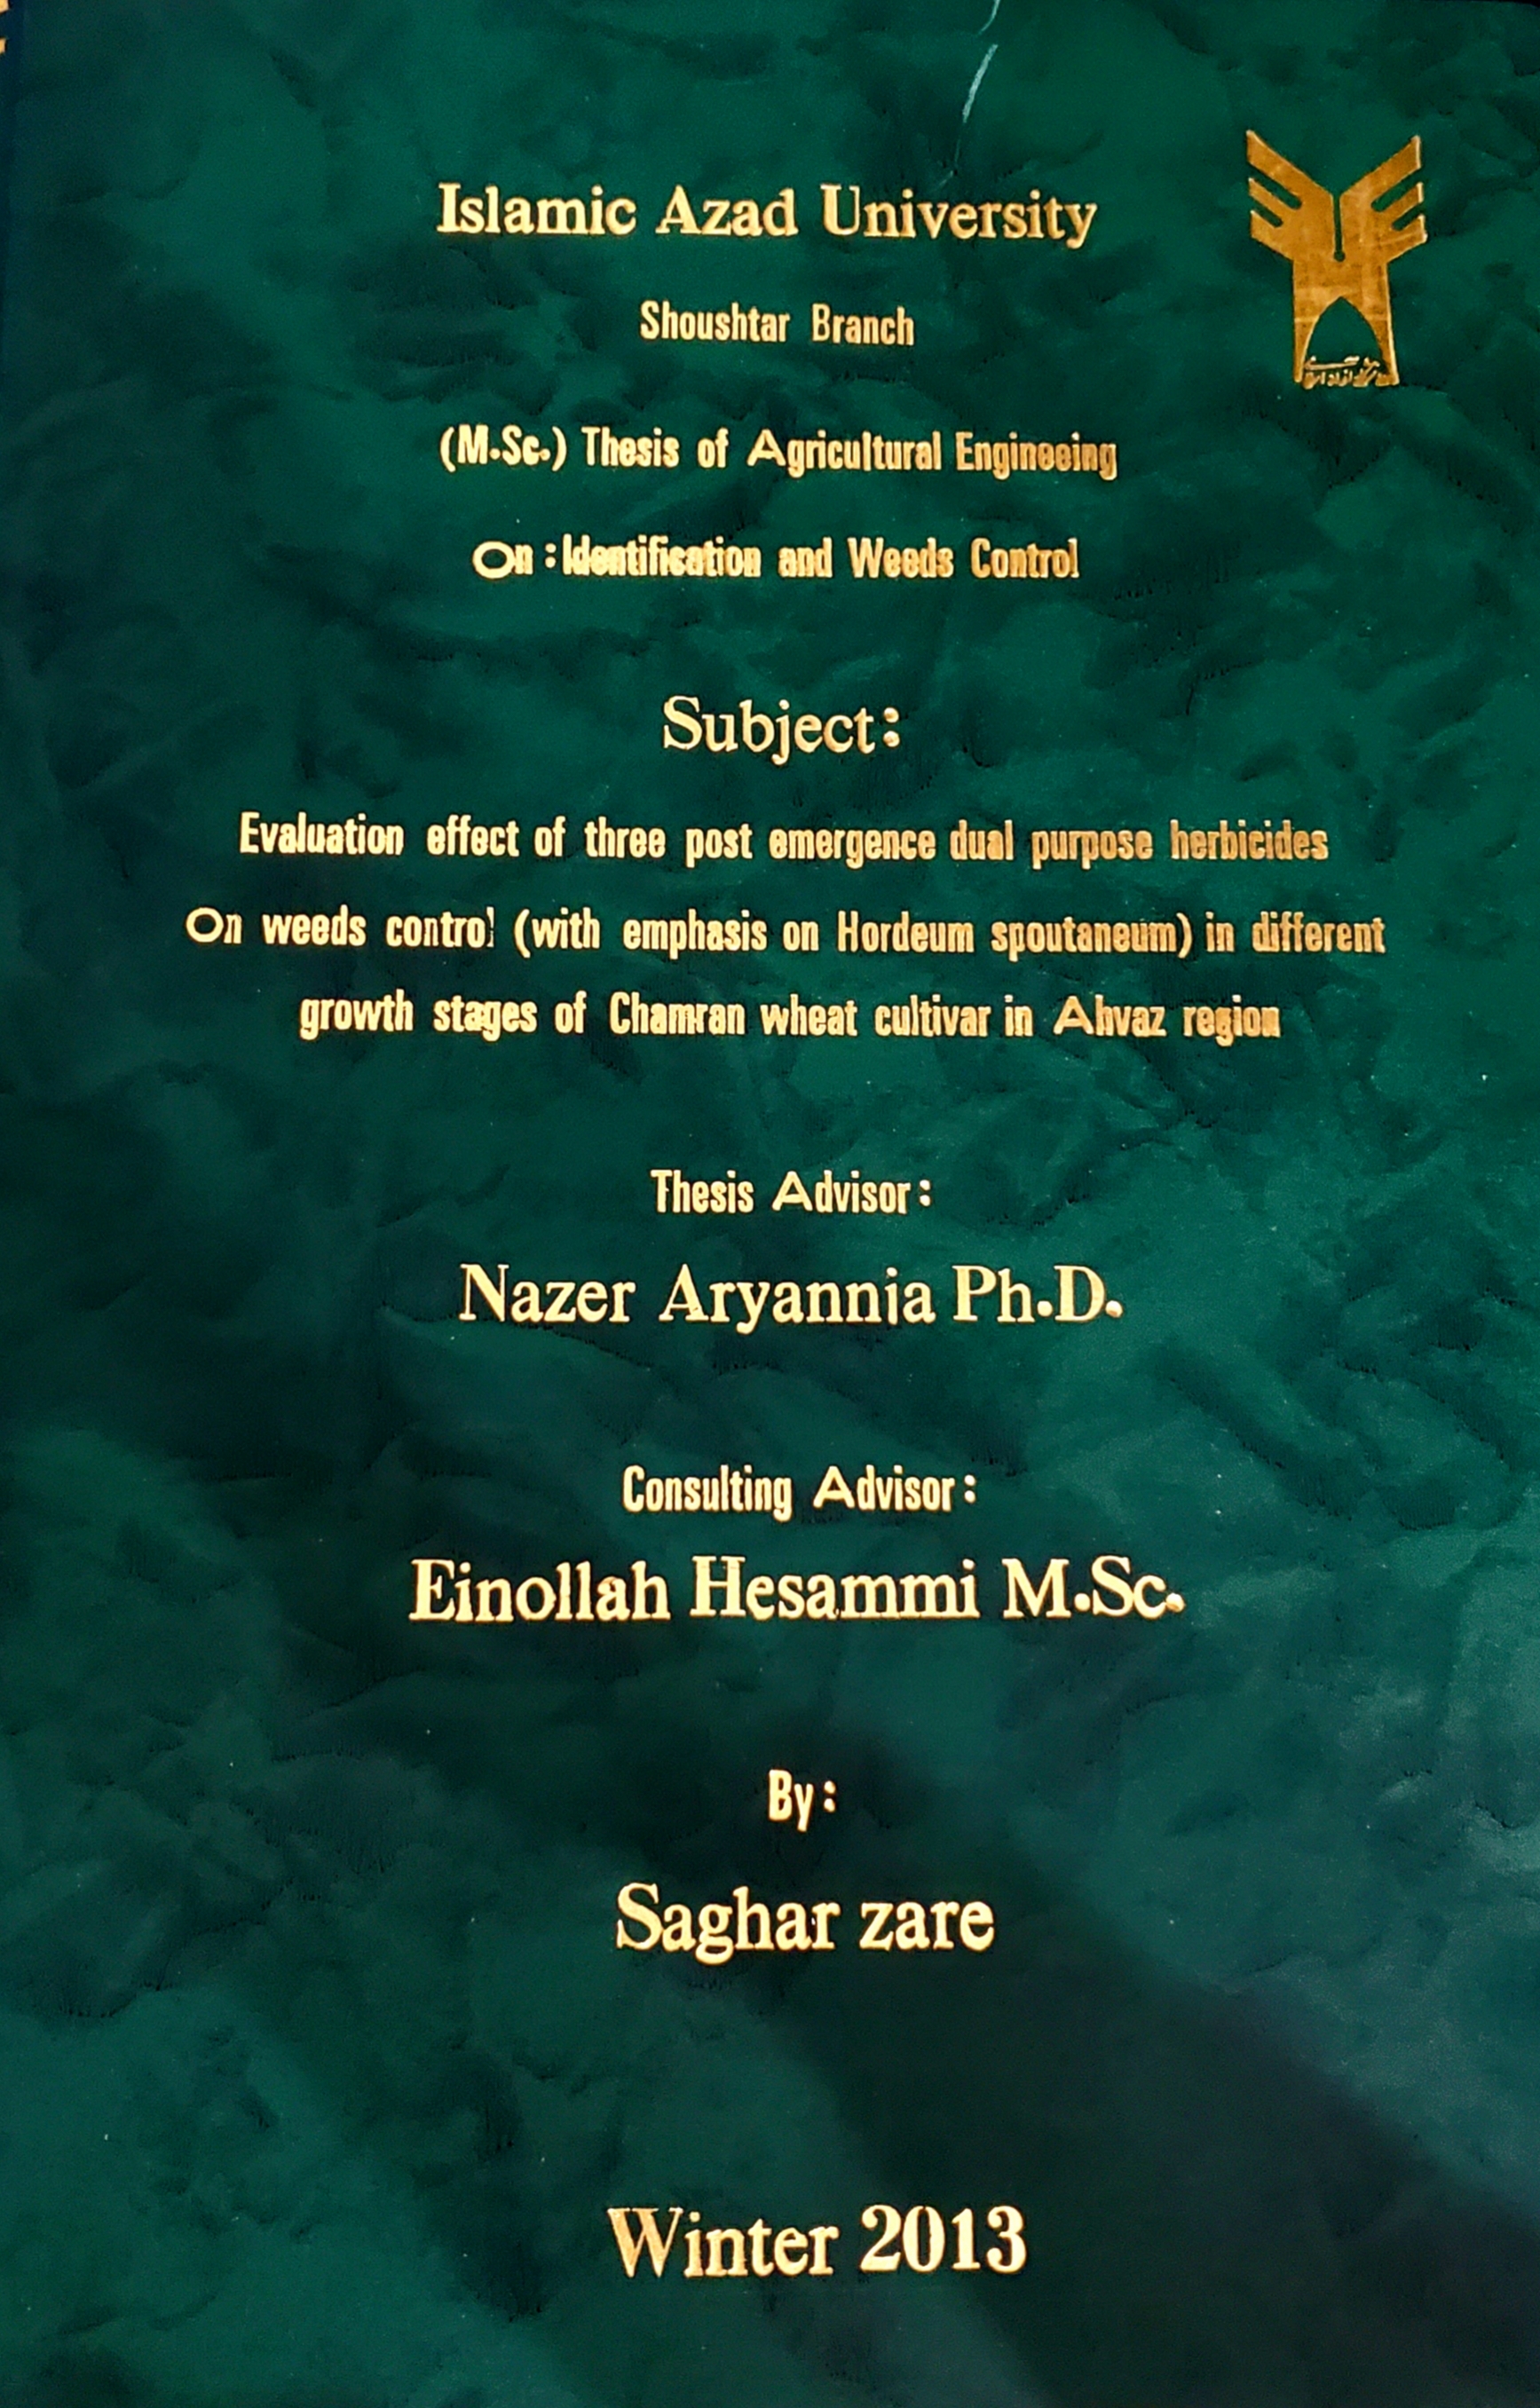 Islamic Azad University
Shoushtar Branch
(M.Sc.) Thesis of Agricultural Engineeing
On : Identification and Weeds Control
Subject:
Evaluation effect of three post emergence dual purpose herbicides
On weeds control (with emphasis on Hordeum spoutaneum) in different
growth stages of Chamran wheat cultivar in Ahvaz region
Thesis Advisor:
Nazer Aryannia Ph.D.
Consulting Advisor:
Einollah Hesammi M.Sc.
By:
Saghar zare
Winter 2013